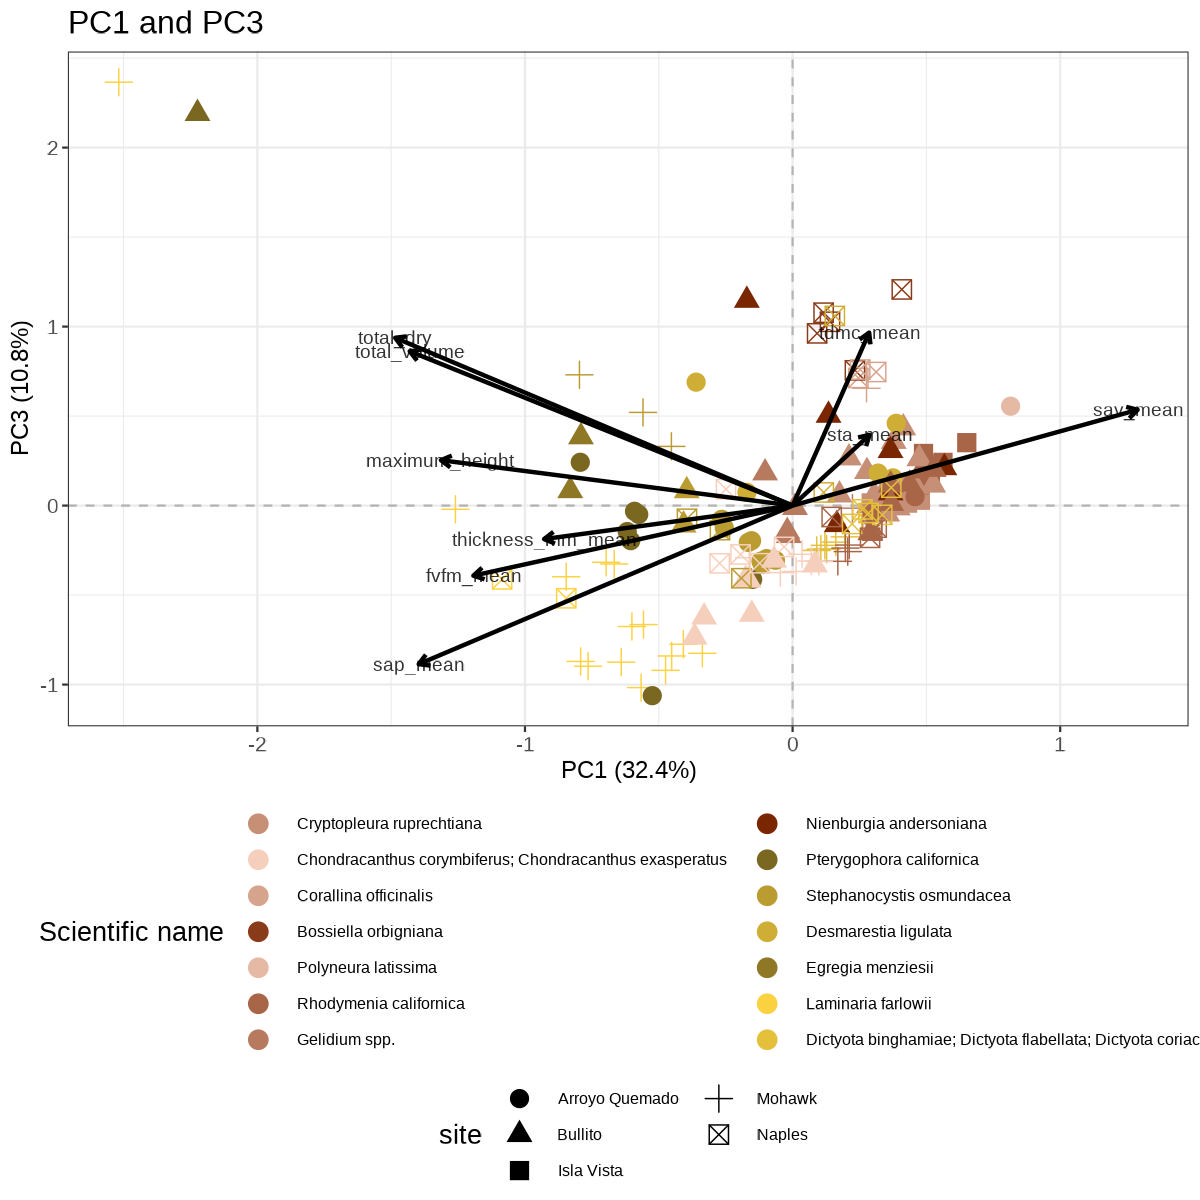 PC1 and PC3
PC3 (10.8%)
2
1
0
-1
total_dry
total_volume
maximum_height
thickness_mm_mean
fvfm_mean
sap_mean
tdmc_mean
sta_mean
sav_mean
-2 -1 0 1
PC1 (32.4%)
Scientific name
Cryptopleura ruprechtiana
Chondracanthus corymbiferus; Chondracanthus exasperatus
Corallina officinalis
Bossiella orbigniana
Polyneura latissima
Rhodymenia californica
Gelidium spp.
Nienburgia andersoniana
Pterygophora californica
Stephanocystis osmundacea
Desmarestia ligulata
Egregia menziesii
Laminaria farlowii
Dictyota binghamiae; Dictyota flabellata; Dictyota coriac
site
Arroyo Quemado
Bullito
Isla Vista
Mohawk
Naples